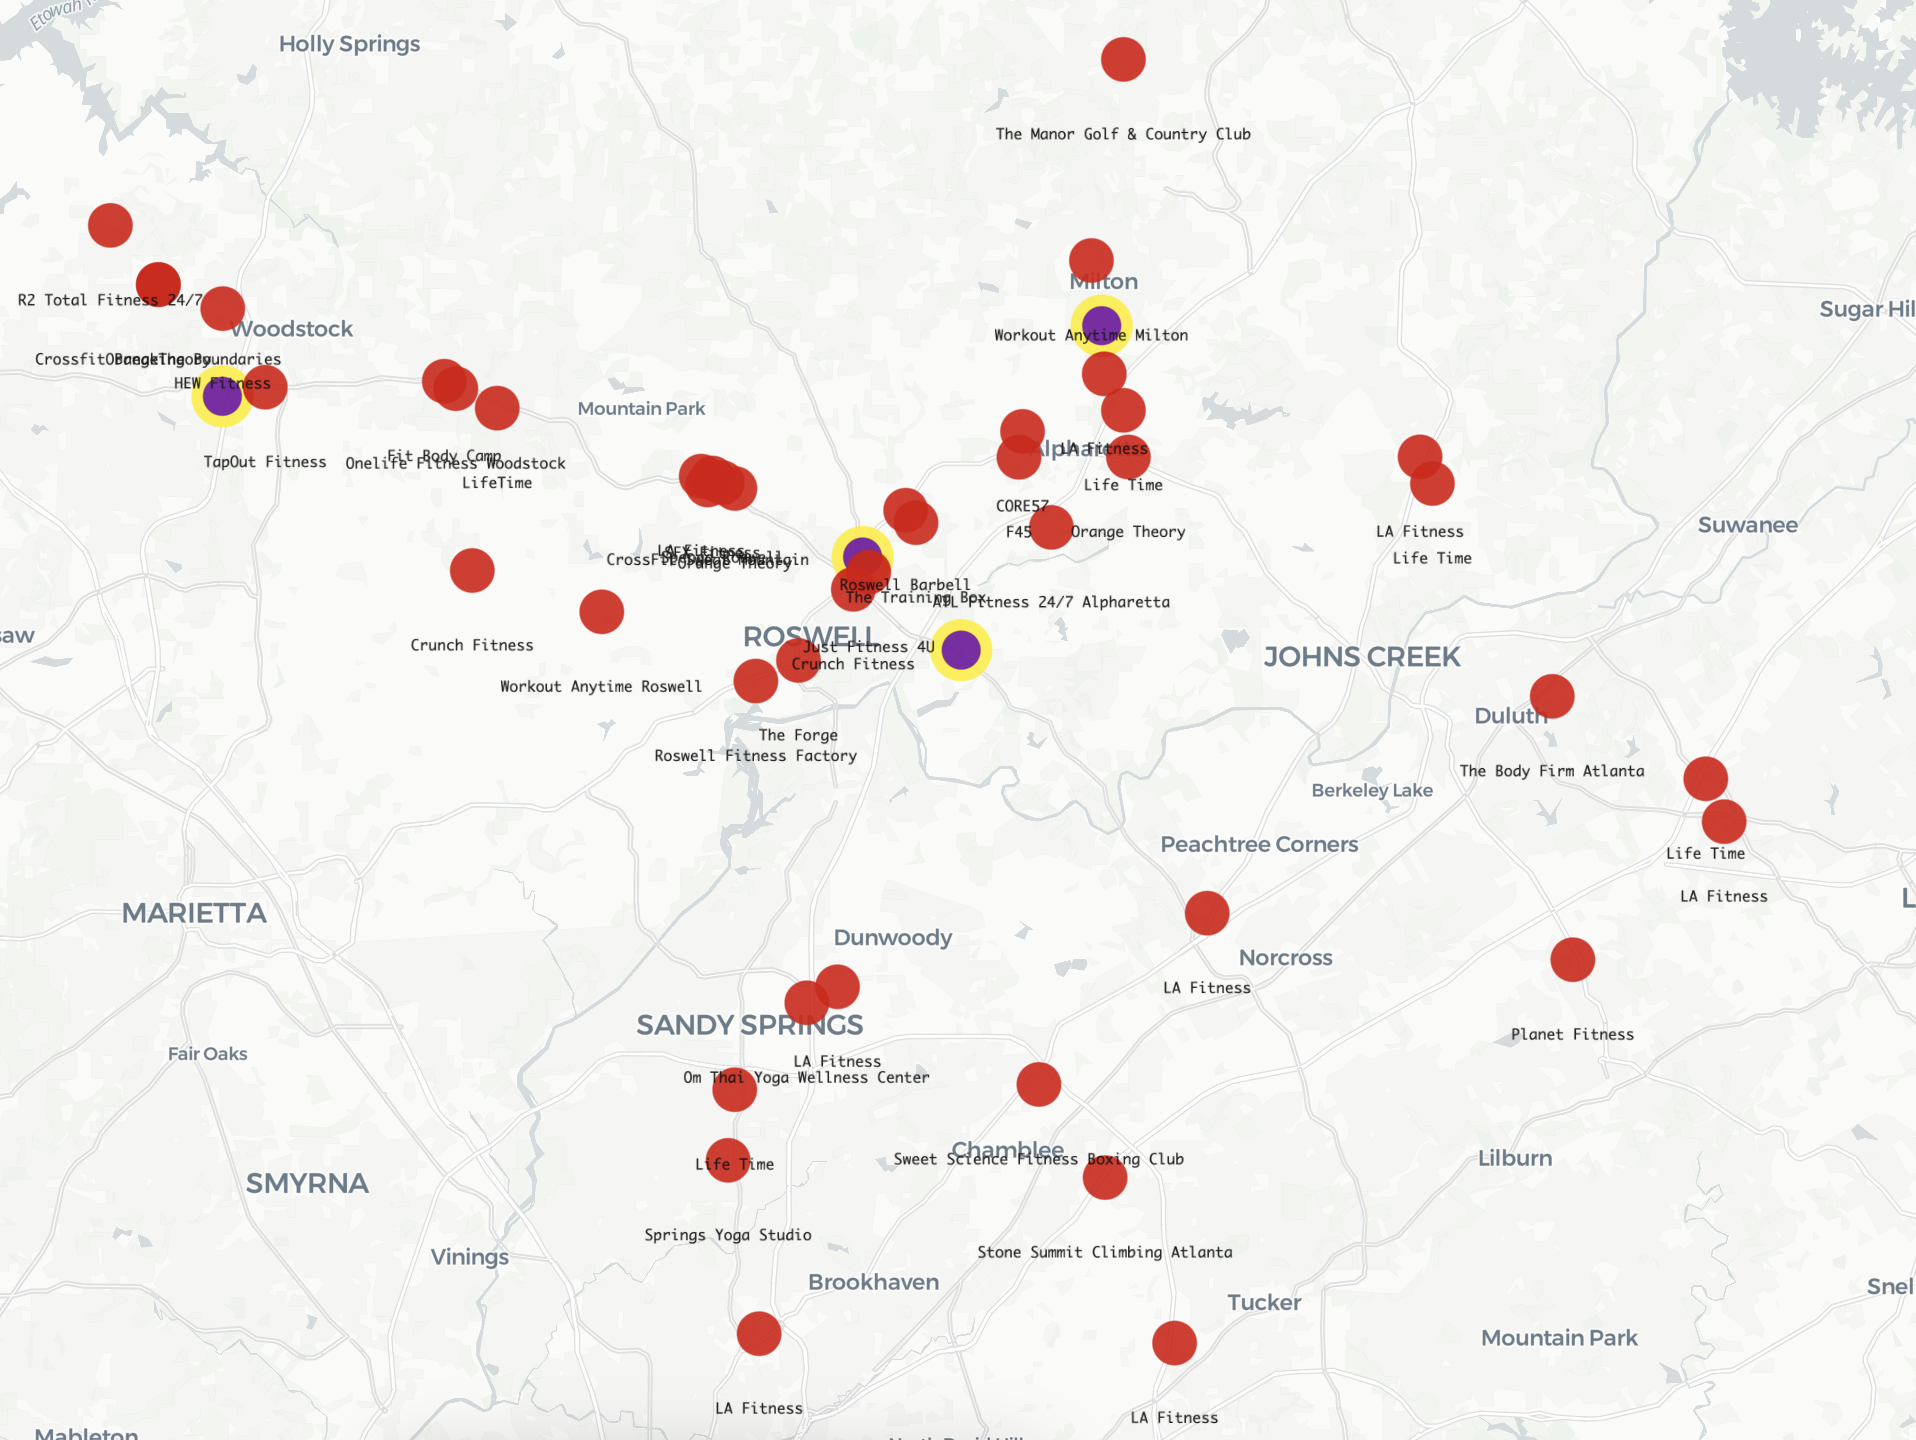 Holly Springs
The Manor Golf & Country Club
Milton
R2 Total Fitness 24/7
Sugar Hil
Woodstock
Workout Anytime Milton
HEW Fitness
Mountain Park
LA Fitness
Fit Body Camp
TapOut Fitness
Onelife Fitness Woodstock
LifeTime
Life Time
CORE57
F45
Orange Theory
LA Fitness
Suwanee
Life Time
Orange Theory
Roswell Barbell
The Training Box
ATL Fitness 24/7 Alpharetta
saw
ROSWELL
Crunch Fitness
Just Fitness 4U
Crunch Fitness
JOHNS CREEK
Workout Anytime Roswell
Duluth
The Forge
Roswell Fitness Factory
The Body Firm Atlanta
Berkeley Lake
Peachtree Corners
Life Time
LA Fitness
MARIETTA
Dunwoody
Norcross
LA Fitness
SANDY SPRINGS
Planet Fitness
Fair Oaks
LA Fitness
Om Thai Yoga Wellness Center
Chamblee
Sweet Science Fitness Boxing Club
Lilburn
Life Time
SMYRNA
Springs Yoga Studio
Stone Summit Climbing Atlanta
Vinings
Brookhaven
Snel
Tucker
Mountain Park
LA Fitness
LA Fitness
Mableton